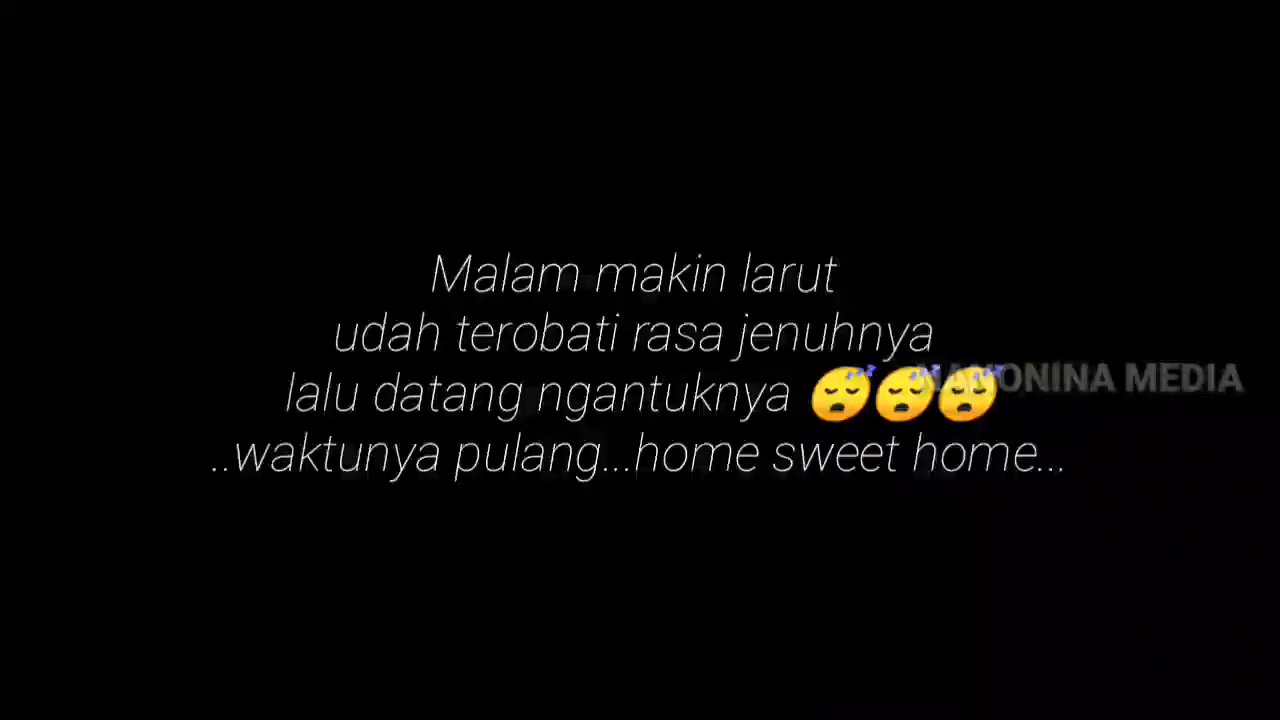 Malam makin larut
udah terobati rasa jenuhnya
lalu datang ngantuknya 😴😴😴
..waktunya pulang...home sweet home...
MEDIA